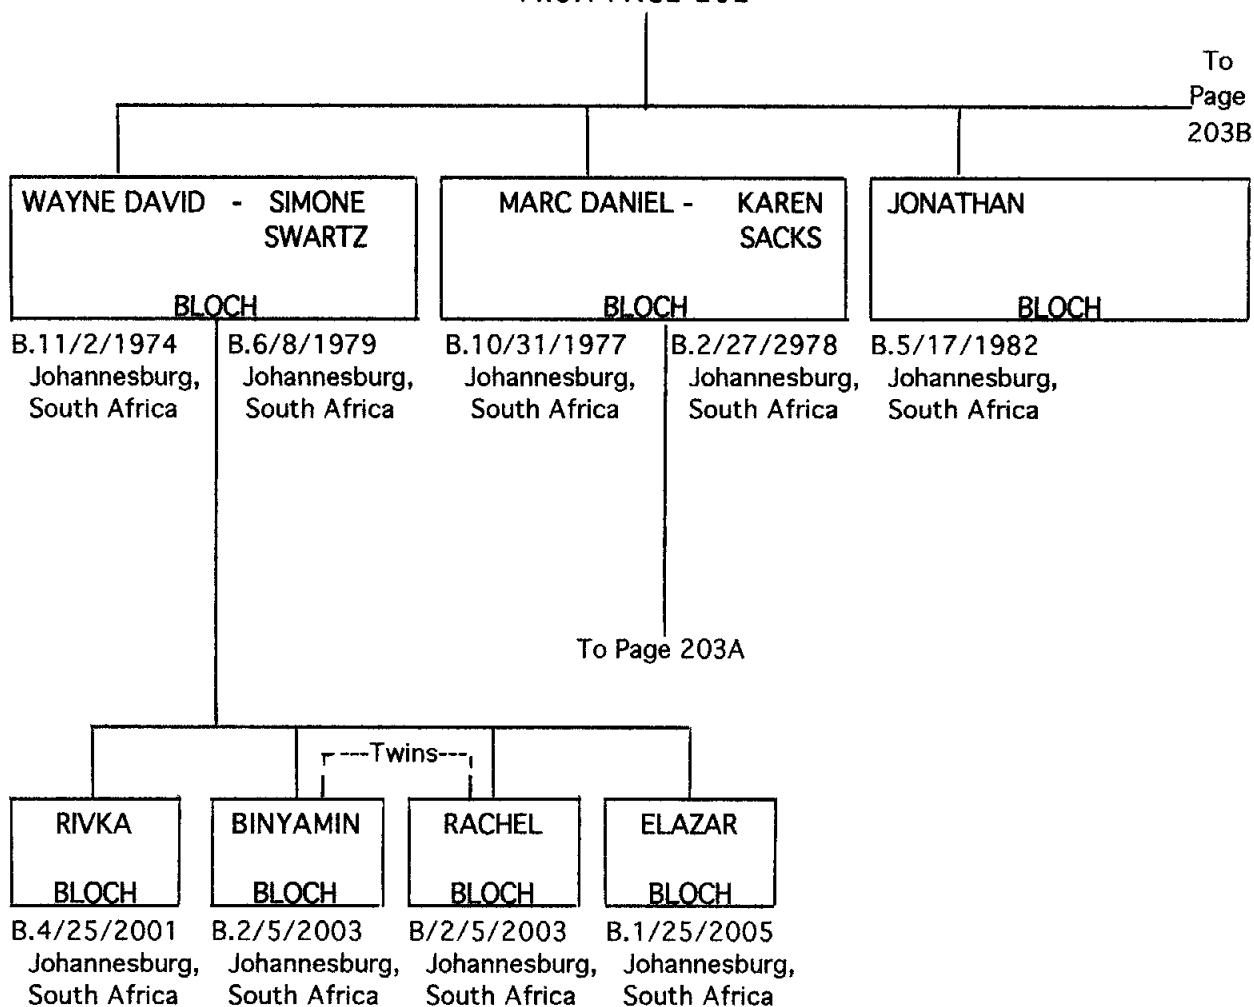 To
Page
203B
WAYNE DAVID - SIMONE
SWARTZ
BLOCH
MARC DANIEL - KAREN
SACKS
BLOCH
JONATHAN
BLOCH
B.11/2/1974
Johannesburg,
South Africa
B.6/8/1979
Johannesburg,
South Africa
B.10/31/1977
Johannesburg,
South Africa
B.2/27/2978
Johannesburg,
South Africa
B.5/17/1982
Johannesburg,
South Africa
To Page 203A
---Twins---
RIVKA
BLOCH
BINYAMIN
BLOCH
RACHEL
BLOCH
ELAZAR
BLOCH
B.4/25/2001
Johannesburg,
South Africa
B.2/5/2003
Johannesburg,
South Africa
B/2/5/2003
Johannesburg,
South Africa
B.1/25/2005
Johannesburg,
South Africa